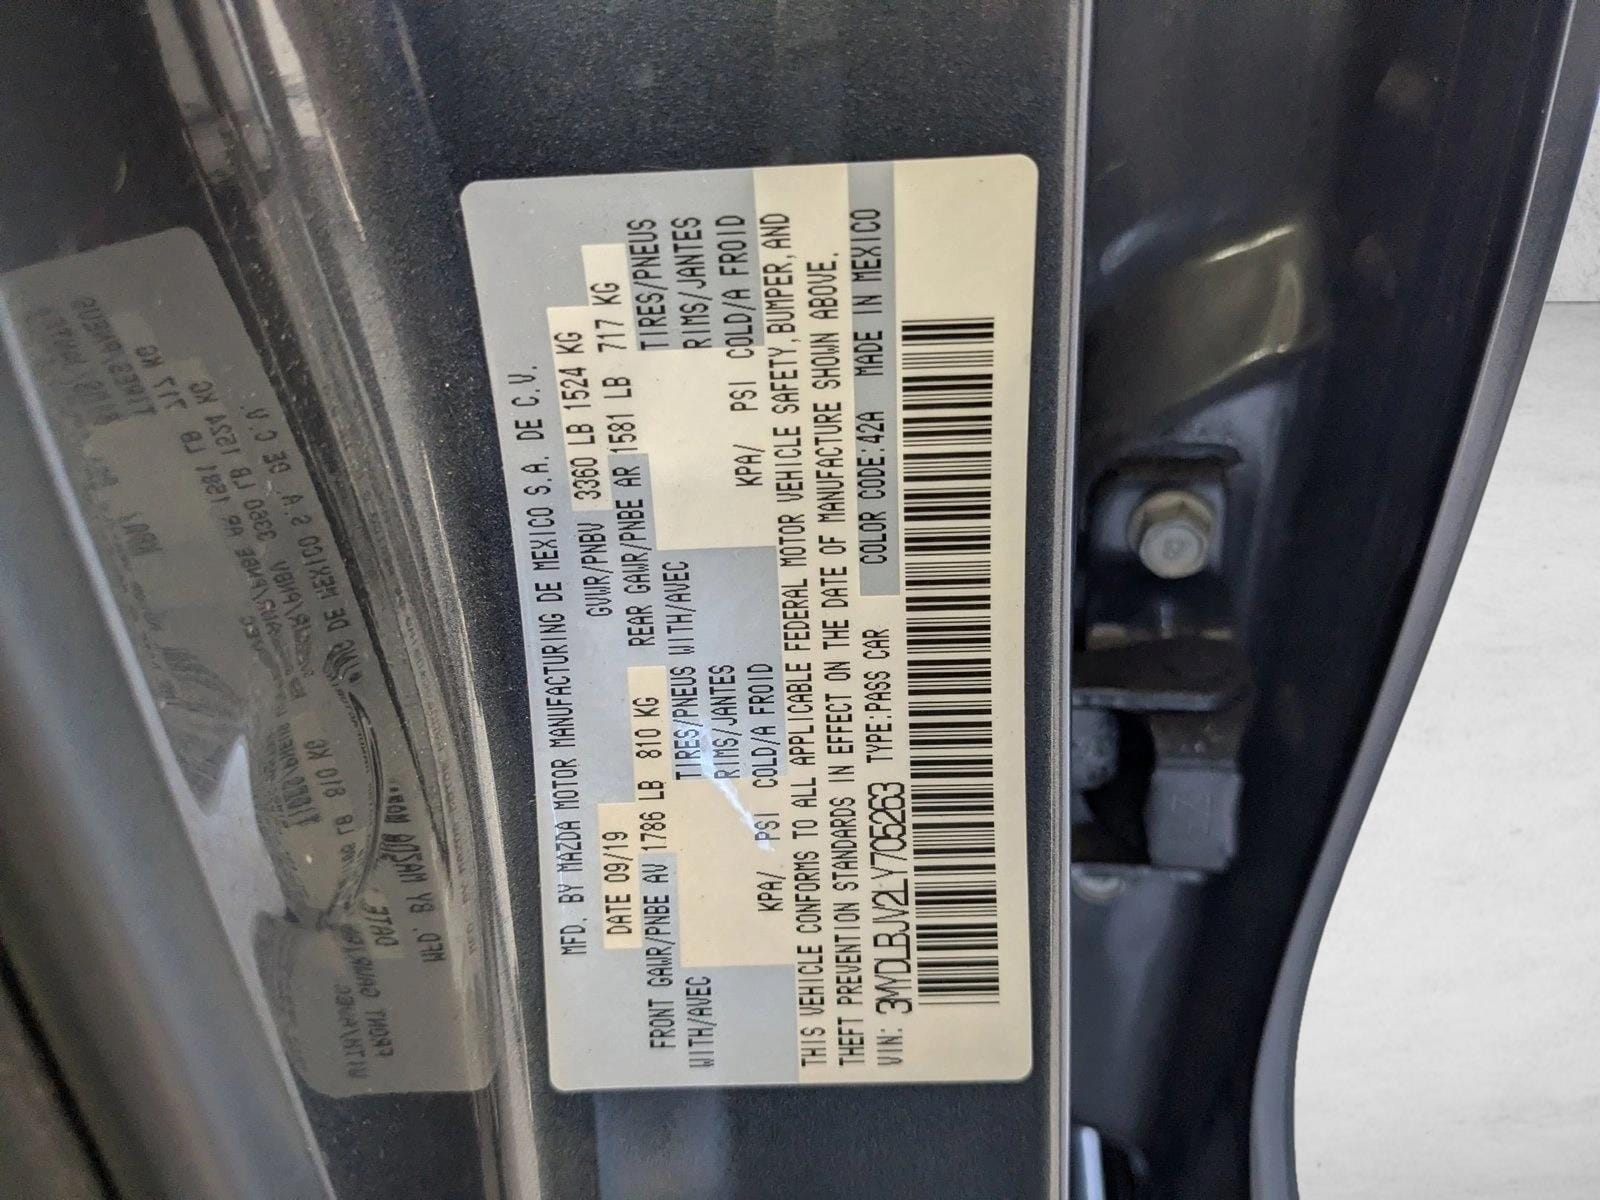 MFD. BY MAZDA MOTOR MANUFACTURING DE MEXICO S.A. DE C.V.
DATE 09/19 GVWR/PNBV 3360 LB 1524 KG
FRONT GAWR/PNBE AV 1786 LB 810 KG REAR GAWR/PNBE AR 1581 LB 717 KG
WITH/AVEC TIRES/PNEUS WITH/AVEC TIRES/PNEUS
RIMS/JANTES RIMS/JANTES
KPA/ PSI COLD/A FROID KPA/ PSI COLD/A FROID
THIS VEHICLE CONFORMS TO ALL APPLICABLE FEDERAL MOTOR VEHICLE SAFETY, BUMPER, AND
THEFT PREVENTION STANDARDS IN EFFECT ON THE DATE OF MANUFACTURE SHOWN ABOVE.
VIN: 3MYDLBJV2LY705263 TYPE:PASS CAR COLOR CODE:42A MADE IN MEXICO